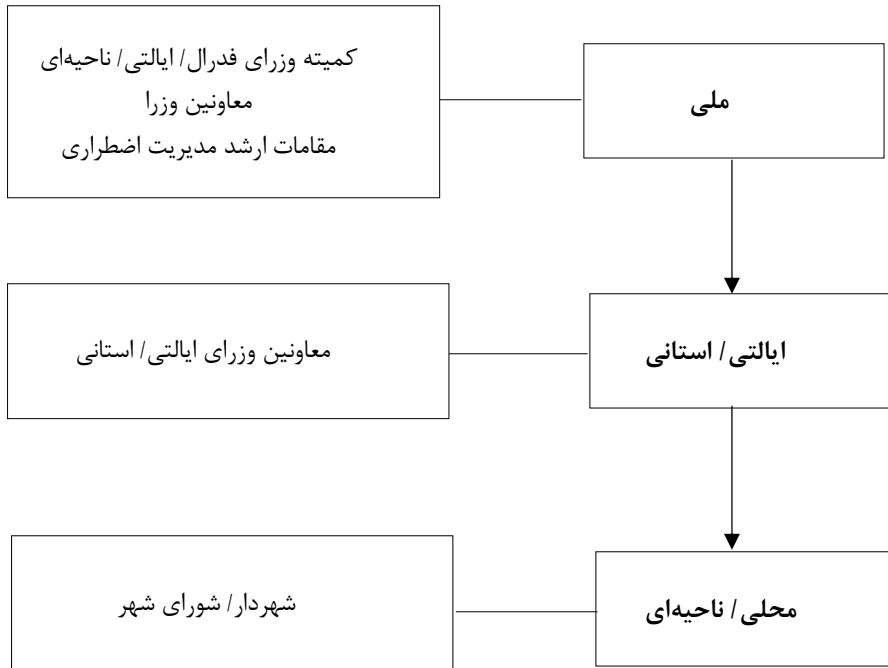 ملی
کمیته وزرای فدرال/ ایالتی/ ناحیه‌ای
معاونین وزرا
مقامات ارشد مدیریت اضطراری
ایالتی/ استانی
معاونین وزرای ایالتی/ استانی
محلی/ ناحیه‌ای
شهردار/ شورای شهر